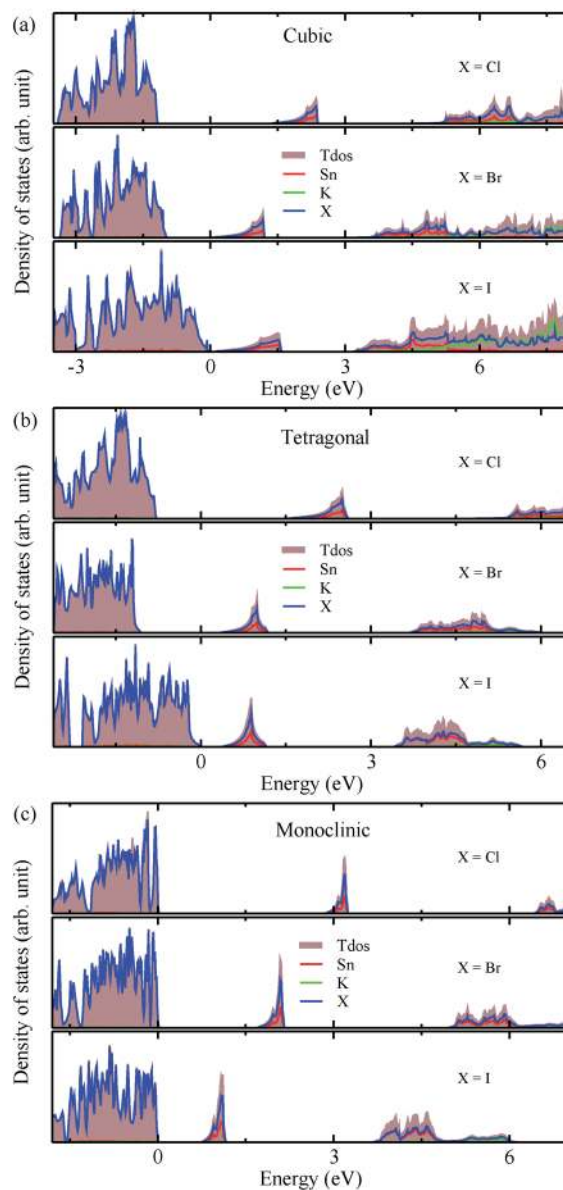 (a)
Cubic
X = Cl
Density of states (arb. unit)
Tdos
Sn
K
X
X = Br
X = I
-3 0 3 6
Energy (eV)
(b)
Tetragonal
X = Cl
Density of states (arb. unit)
Tdos
Sn
K
X
X = Br
X = I
0 3 6
Energy (eV)
(c)
Monoclinic
X = Cl
Density of states (arb. unit)
Tdos
Sn
K
X
X = Br
X = I
0 3 6
Energy (eV)